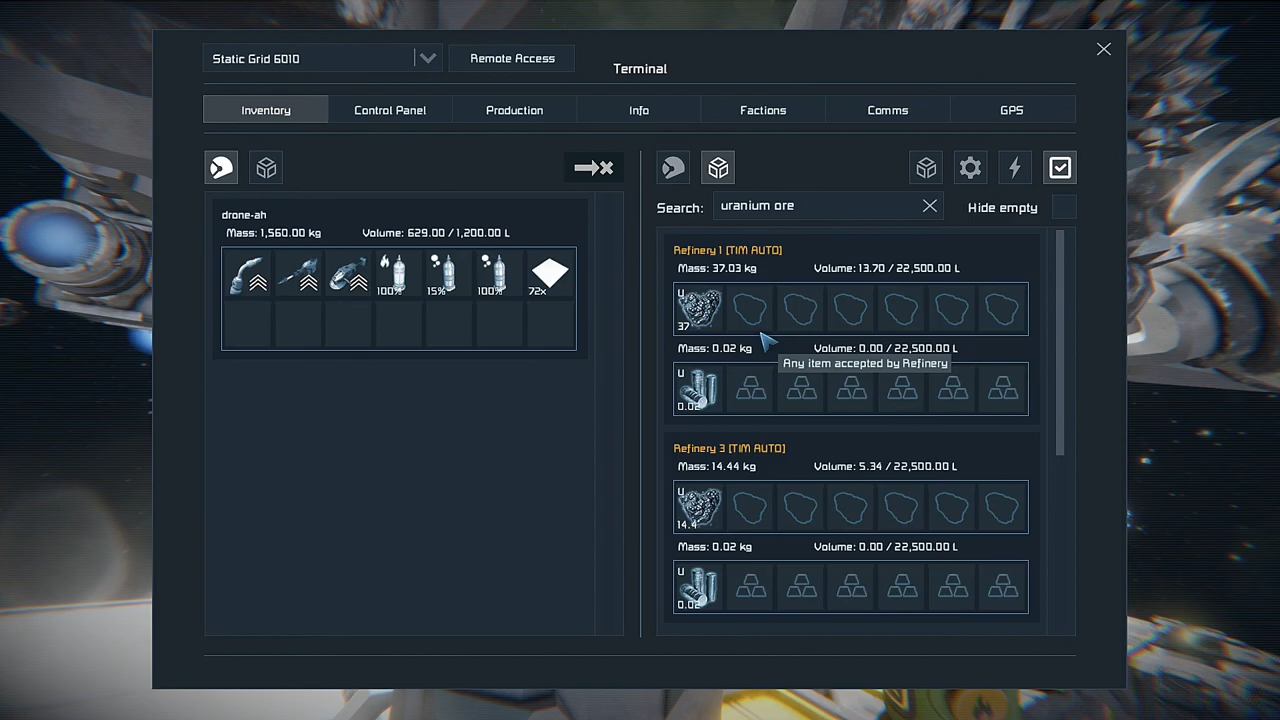 Static Grid 6010
Remote Access
Terminal
Inventory
Control Panel
Production
Info
Factions
Comms
GPS
Search:
uranium ore
Hide empty
drone-ah
Mass: 1,560.00 kg
Volume: 629.00 / 1,200.00 L
100%
15%
100%
72x
Refinery 1 [TIM AUTO]
Mass: 37.03 kg
Volume: 13.70 / 22,500.00 L
U
37
Mass: 0.02 kg
Volume: 0.00 / 22,500.00 L
Any item accepted by Refinery
U
0.02
Refinery 3 [TIM AUTO]
Mass: 14.44 kg
Volume: 5.34 / 22,500.00 L
U
14.4
Mass: 0.02 kg
Volume: 0.00 / 22,500.00 L
U
0.02